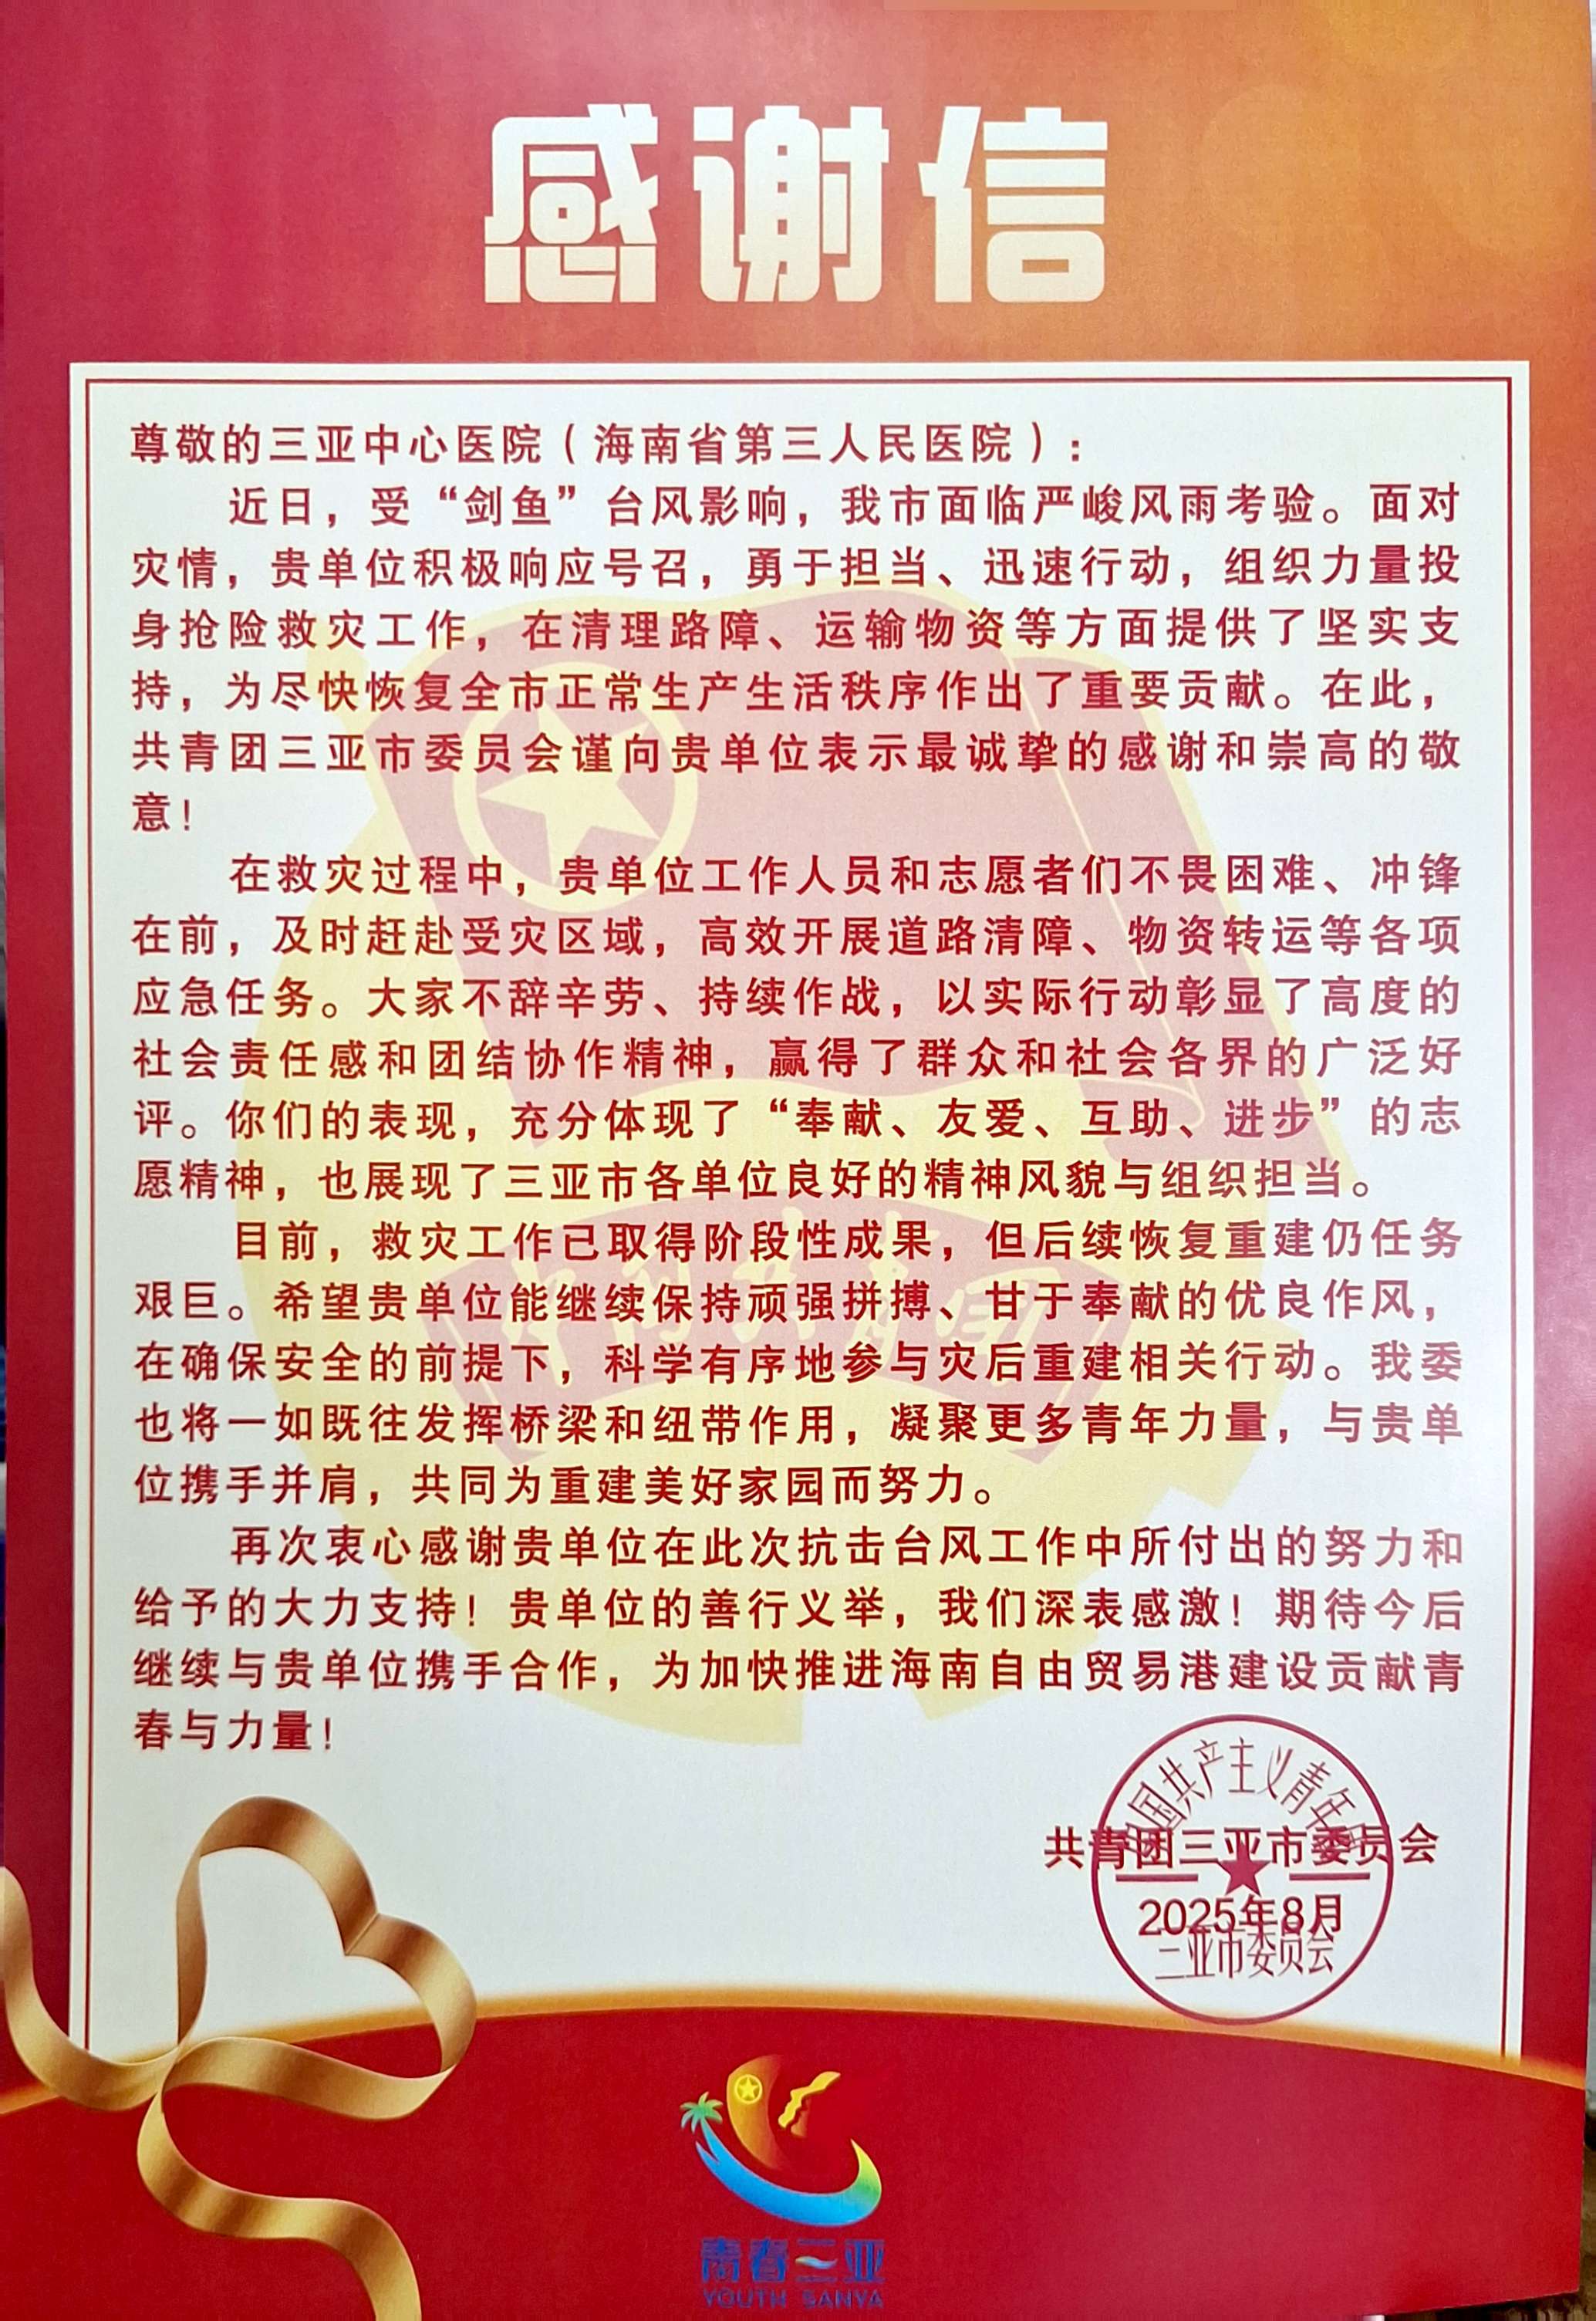 感谢信
尊敬的三亚中心医院（海南省第三人民医院）：
近日，受“剑鱼”台风影响，我市面临严峻风雨考验。面对
灾情，贵单位积极响应号召，勇于担当、迅速行动，组织力量投
身抢险救灾工作，在清理路障、运输物资等方面提供了坚实支
持，为尽快恢复全市正常生产生活秩序作出了重要贡献。在此，
共青团三亚市委员会谨向贵单位表示最诚挚的感谢和崇高的敬
意！
在救灾过程中，贵单位工作人员和志愿者们不畏困难、冲锋
在前，及时赶赴受灾区域，高效开展道路清障、物资转运等各项
应急任务。大家不辞辛劳、持续作战，以实际行动彰显了高度的
社会责任感和团结协作精神，赢得了群众和社会各界的广泛好
评。你们的表现，充分体现了“奉献、友爱、互助、进步”的志
愿精神，也展现了三亚市各单位良好的精神风貌与组织担当。
目前，救灾工作已取得阶段性成果，但后续恢复重建仍任务
艰巨。希望贵单位能继续保持顽强拼搏、甘于奉献的优良作风，
在确保安全的前提下，科学有序地参与灾后重建相关行动。我委
也将一如既往发挥桥梁和纽带作用，凝聚更多青年力量，与贵单
位携手并肩，共同为重建美好家园而努力。
再次衷心感谢贵单位在此次抗击台风工作中所付出的努力和
给予的大力支持！贵单位的善行义举，我们深表感激！期待今后
继续与贵单位携手合作，为加快推进海南自由贸易港建设贡献青
春与力量！
中国共青团
中国共产主义青年团
共青团三亚市委员会
2025年8月
三亚市委员会
青春三亚
YOUTH SANYA